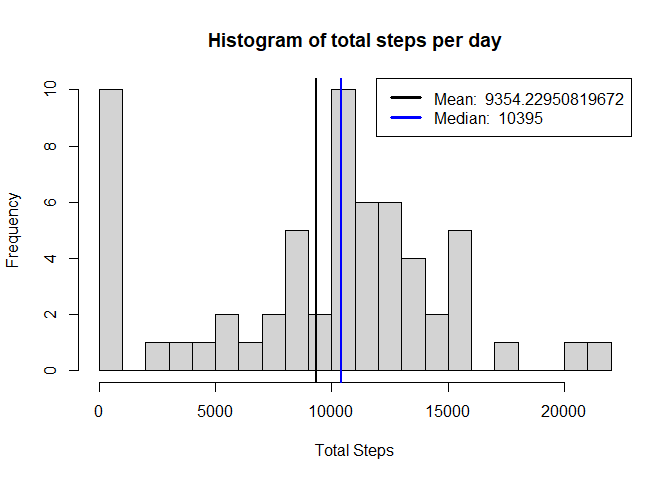 Histogram of total steps per day
Mean: 9354.22950819672
Median: 10395
Frequency
10
8
6
4
2
0
0 5000 10000 15000 20000
Total Steps